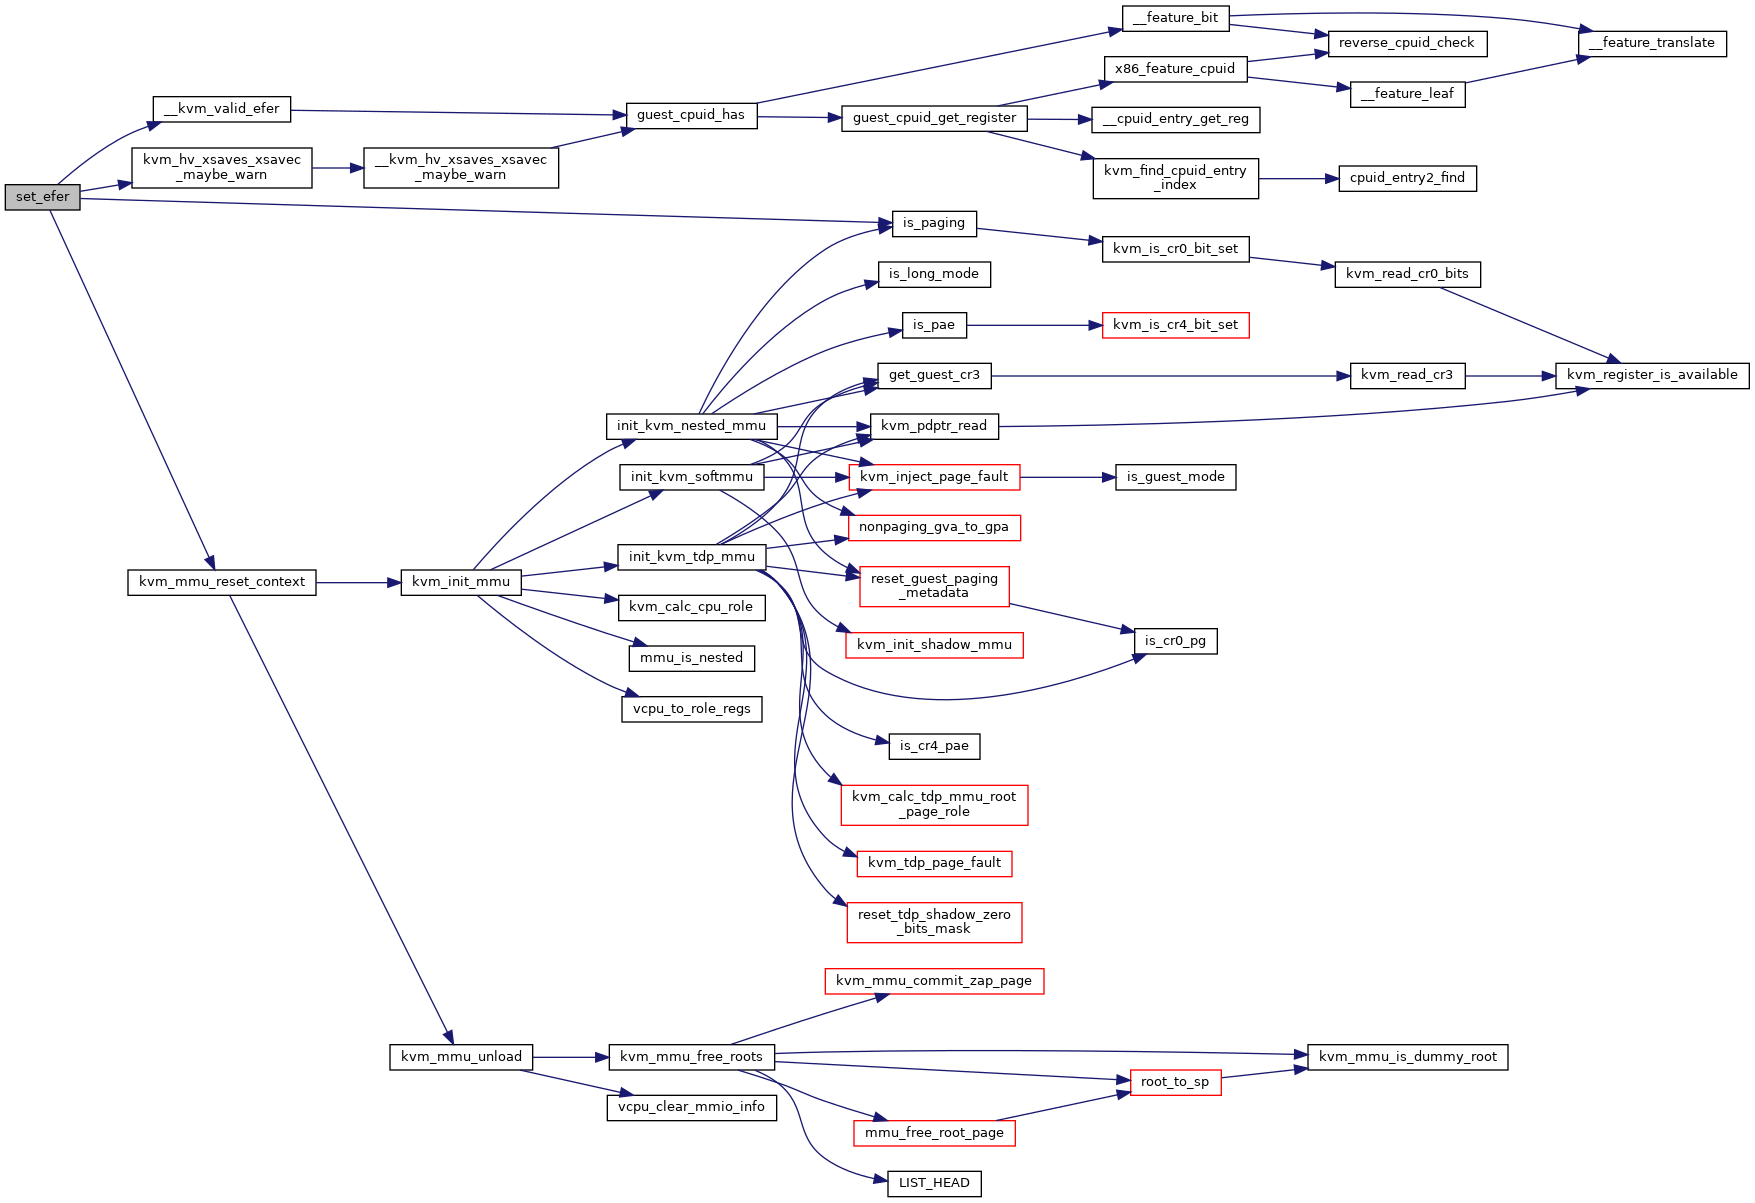 set_efer
__kvm_valid_efer
kvm_hv_xsaves_xsavec
_maybe_warn
__kvm_hv_xsaves_xsavec
_maybe_warn
guest_cpuid_has
__feature_bit
reverse_cpuid_check
__feature_translate
x86_feature_cpuid
__feature_leaf
guest_cpuid_get_register
__cpuid_entry_get_reg
kvm_find_cpuid_entry
_index
cpuid_entry2_find
is_paging
kvm_is_cr0_bit_set
kvm_read_cr0_bits
is_long_mode
is_pae
kvm_is_cr4_bit_set
get_guest_cr3
kvm_read_cr3
kvm_register_is_available
init_kvm_nested_mmu
kvm_pdptr_read
init_kvm_softmmu
kvm_inject_page_fault
is_guest_mode
nonpaging_gva_to_gpa
init_kvm_tdp_mmu
kvm_mmu_reset_context
kvm_init_mmu
reset_guest_paging
_metadata
kvm_calc_cpu_role
kvm_init_shadow_mmu
is_cr0_pg
mmu_is_nested
vcpu_to_role_regs
is_cr4_pae
kvm_calc_tdp_mmu_root
_page_role
kvm_tdp_page_fault
reset_tdp_shadow_zero
_bits_mask
kvm_mmu_commit_zap_page
kvm_mmu_unload
kvm_mmu_free_roots
kvm_mmu_is_dummy_root
root_to_sp
vcpu_clear_mmio_info
mmu_free_root_page
LIST_HEAD